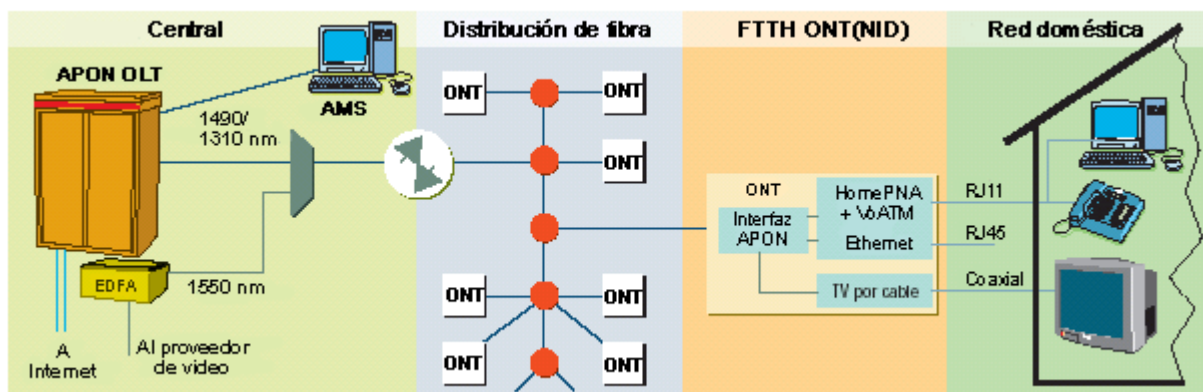 Central
Distribución de fibra
FTTH ONT(NID)
Red doméstica
APON OLT
AMS
1490/
1310 nm
EDFA
1550 nm
A
Internet
Al proveedor
de video
ONT
ONT
ONT
ONT
ONT
ONT
ONT
ONT
Interfaz
APON
HomePNA
+ VoATM
Ethernet
TV por cable
RJ11
RJ45
Coaxial